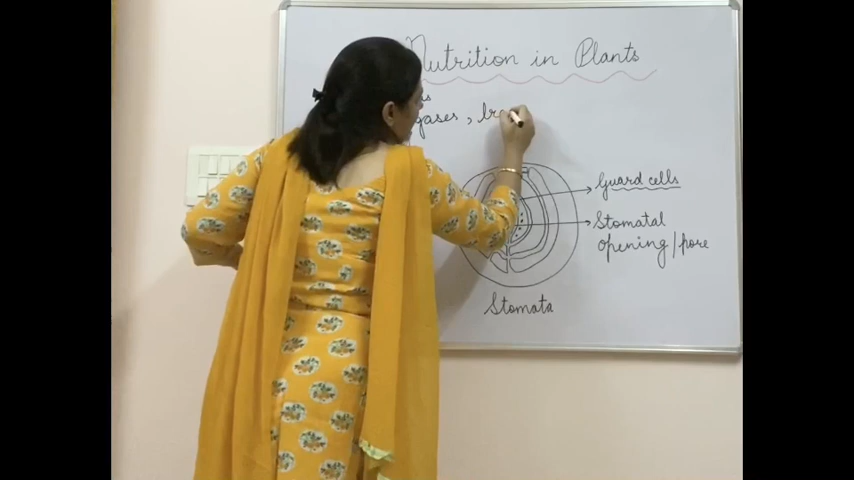 Nutrition in Plants
gases,
Guard cells
Stomatal
opening/pore
Stomata